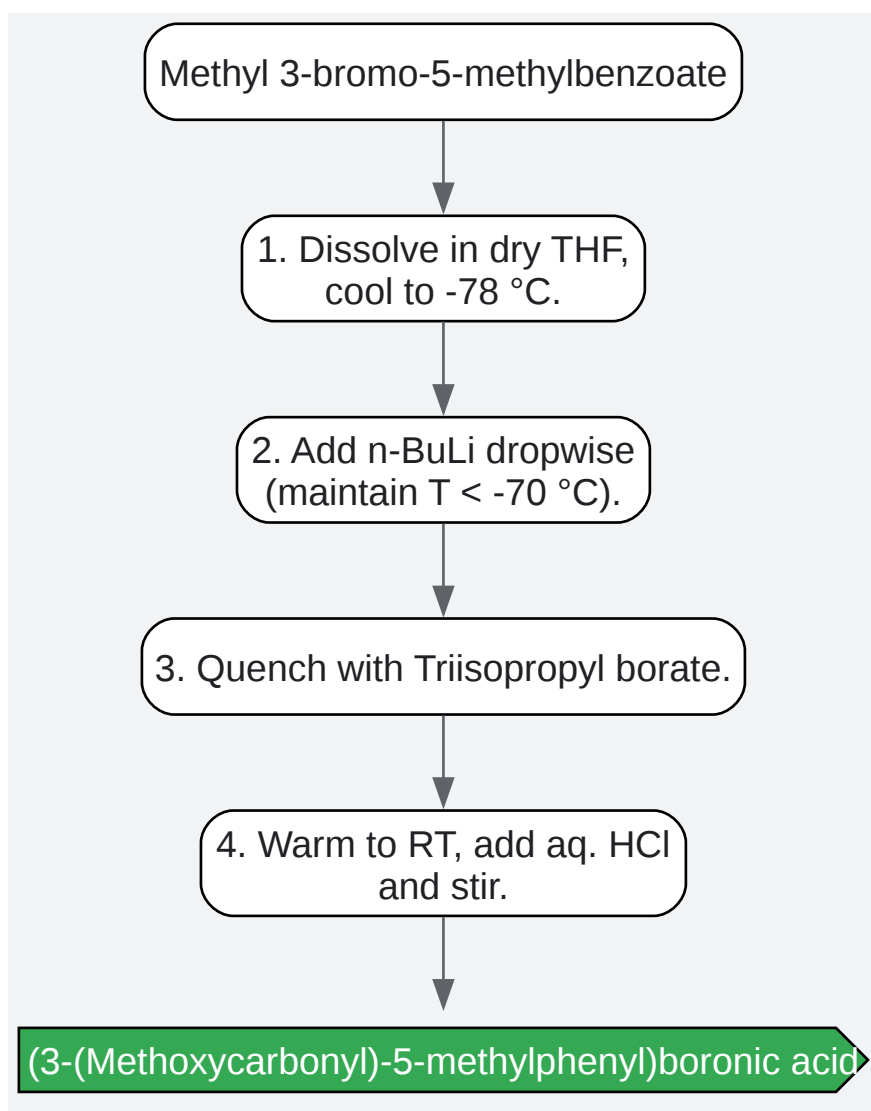 Methyl 3-bromo-5-methylbenzoate
1. Dissolve in dry THF,
cool to -78 °C.
2. Add n-BuLi dropwise
(maintain T < -70 °C).
3. Quench with Triisopropyl borate.
4. Warm to RT, add aq. HCl
and stir.
(3-(Methoxycarbonyl)-5-methylphenyl)boronic acid